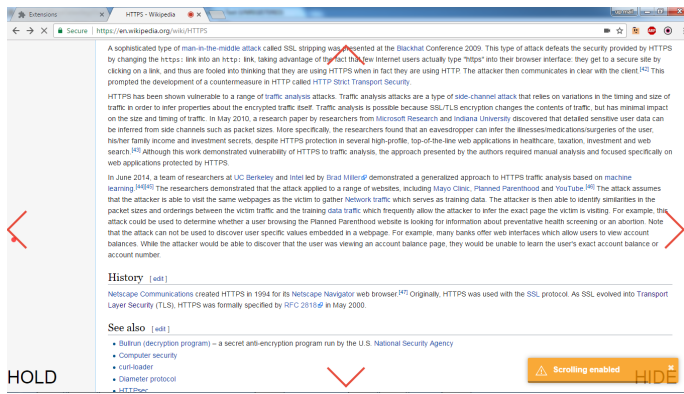 Extensions
HTTPS - Wikipedia
Secure
https://en.wikipedia.org/wiki/HTTPS
A sophisticated type of man-in-the-middle attack called SSL stripping was presented at the Blackhat Conference 2009. This type of attack defeats the security provided by HTTPS
by changing the https: link into an http: link, taking advantage of the fact that few Internet users actually type "https" into their browser interface: they get to a secure site by
clicking on a link, and thus are fooled into thinking that they are using HTTPS when in fact they are using HTTP. The attacker then communicates in clear with the client.[42] This
prompted the development of a countermeasure in HTTP called HTTP Strict Transport Security.
HTTPS has been shown vulnerable to a range of traffic analysis attacks. Traffic analysis attacks are a type of side-channel attack that relies on variations in the timing and size of
traffic in order to infer properties about the encrypted traffic itself. Traffic analysis is possible because SSL/TLS encryption changes the contents of traffic, but has minimal impact
on the size and timing of traffic. In May 2010, a research paper by researchers from Microsoft Research and Indiana University discovered that detailed sensitive user data can
be inferred from side channels such as packet sizes. More specifically, the researchers found that an eavesdropper can infer the illnesses/medications/surgeries of the user,
his/her family income and investment secrets, despite HTTPS protection in several high-profile, top-of-the-line web applications in healthcare, taxation, investment and web
search.[43] Although this work demonstrated vulnerability of HTTPS to traffic analysis, the approach presented by the authors required manual analysis and focused specifically on
web applications protected by HTTPS.
In June 2014, a team of researchers at UC Berkeley and Intel led by Brad Miller demonstrated a generalized approach to HTTPS traffic analysis based on machine
learning.[44][45] The researchers demonstrated that the attack applied to a range of websites, including Mayo Clinic, Planned Parenthood and YouTube.[46] The attack assumes
that the attacker is able to visit the same webpages as the victim to gather Network traffic which serves as training data. The attacker is then able to identify similarities in the
packet sizes and orderings between the victim traffic and the training data traffic which frequently allow the attacker to infer the exact page the victim is visiting. For example, this
attack could be used to determine whether a user browsing the Planned Parenthood website is looking for information about preventative health screening or an abortion. Note
that the attack can not be used to discover user specific values embedded in a webpage. For example, many banks offer web interfaces which allow users to view account
balances. While the attacker would be able to discover that the user was viewing an account balance page, they would be unable to learn the user's exact account balance or
account number.
History [ edit ]
Netscape Communications created HTTPS in 1994 for its Netscape Navigator web browser.[47] Originally, HTTPS was used with the SSL protocol. As SSL evolved into Transport
Layer Security (TLS), HTTPS was formally specified by RFC 2818 in May 2000.
See also [ edit ]
Bullrun (decryption program) – a secret anti-encryption program run by the U.S. National Security Agency
Computer security
curl-loader
Diameter protocol
HTTPsec
Scrolling enabled
HOLD
HIDE